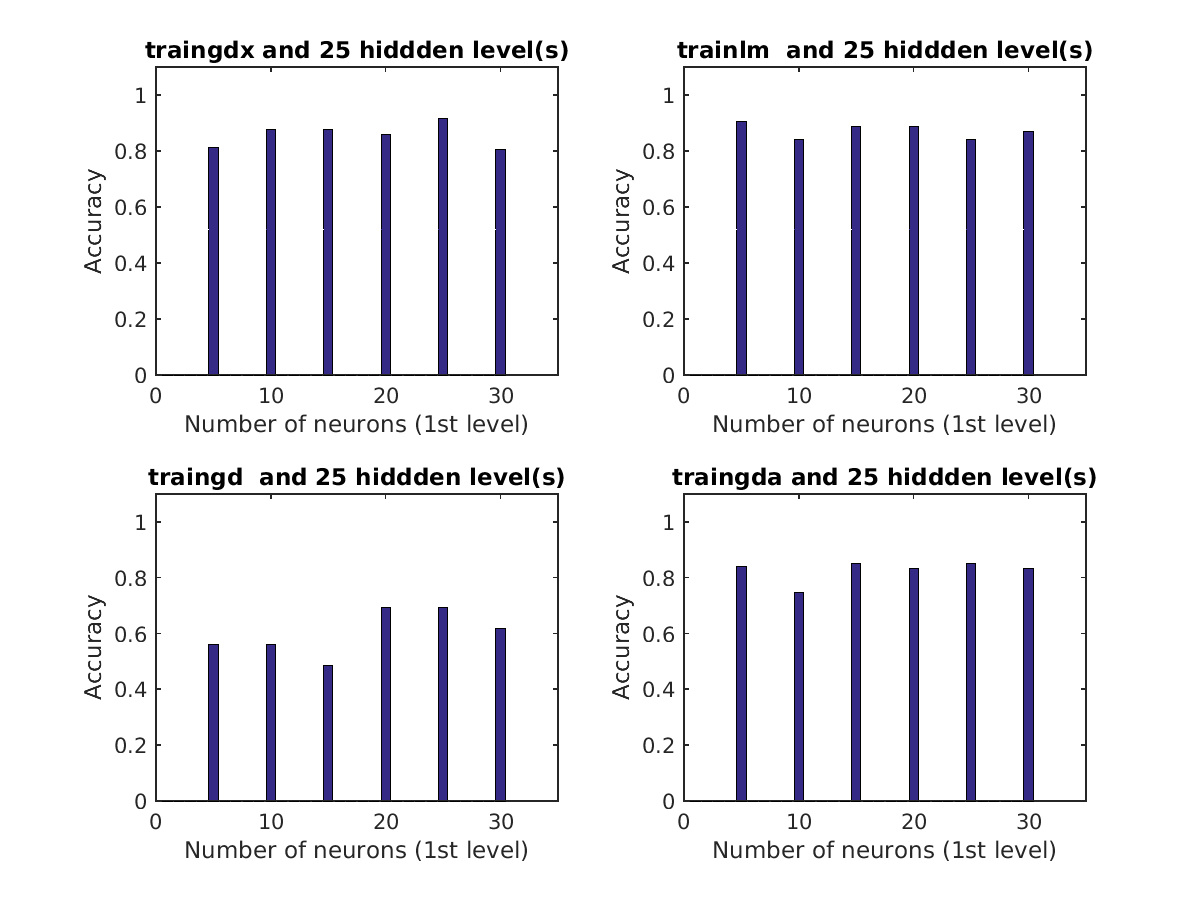 traingdx and 25 hiddden level(s)
1
0.8
0.6
0.4
0.2
0
Accuracy
0 10 20 30
Number of neurons (1st level)
trainlm  and 25 hiddden level(s)
1
0.8
0.6
0.4
0.2
0
Accuracy
0 10 20 30
Number of neurons (1st level)
traingd  and 25 hiddden level(s)
1
0.8
0.6
0.4
0.2
0
Accuracy
0 10 20 30
Number of neurons (1st level)
traingda and 25 hiddden level(s)
1
0.8
0.6
0.4
0.2
0
Accuracy
0 10 20 30
Number of neurons (1st level)